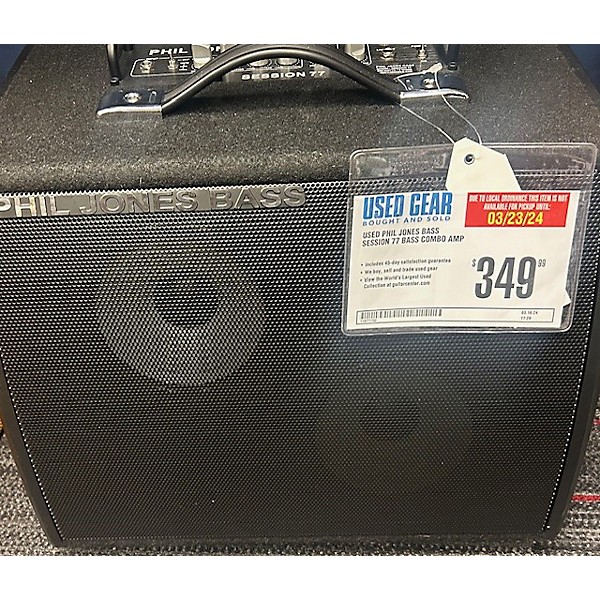 PHIL
SESSION 77
PHIL JONES BASS
USED GEAR
BOUGHT AND SOLD
DUE TO LOCAL ORDINANCE THIS ITEM IS NOT
AVAILABLE FOR PICKUP UNTIL:
03/23/24
USED PHIL JONES BASS
SESSION 77 BASS COMBO AMP
• Includes 45-day satisfaction guarantee
• We buy, sell and trade used gear
• View the World's Largest Used
Collection at guitarcenter.com
$349.99